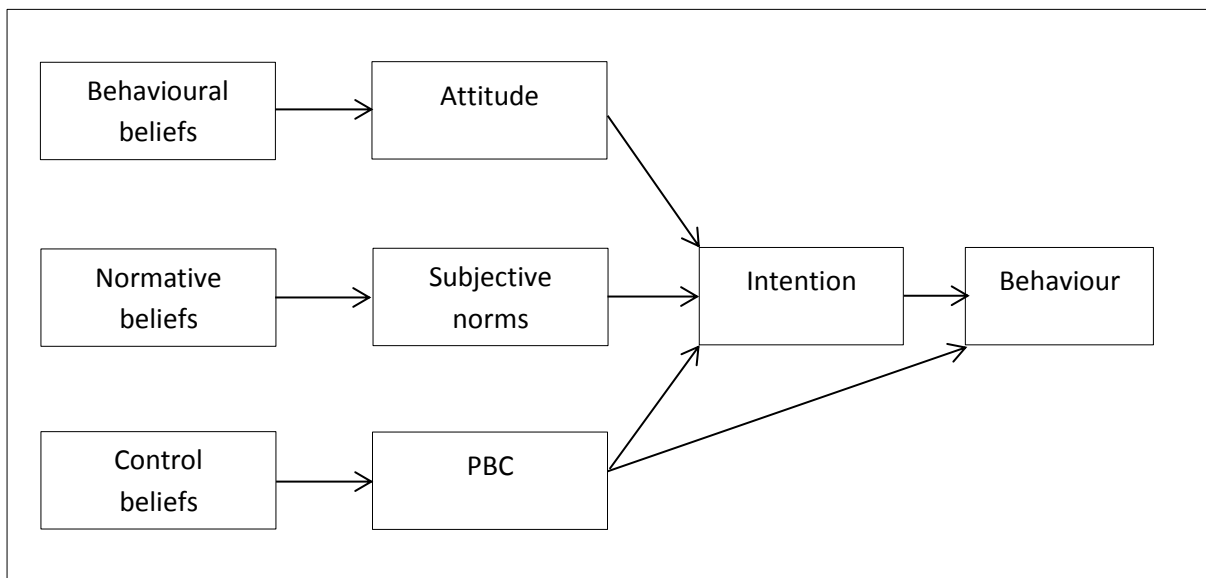 Behavioural
beliefs
Attitude
Normative
beliefs
Subjective
norms
Intention
Behaviour
Control
beliefs
PBC